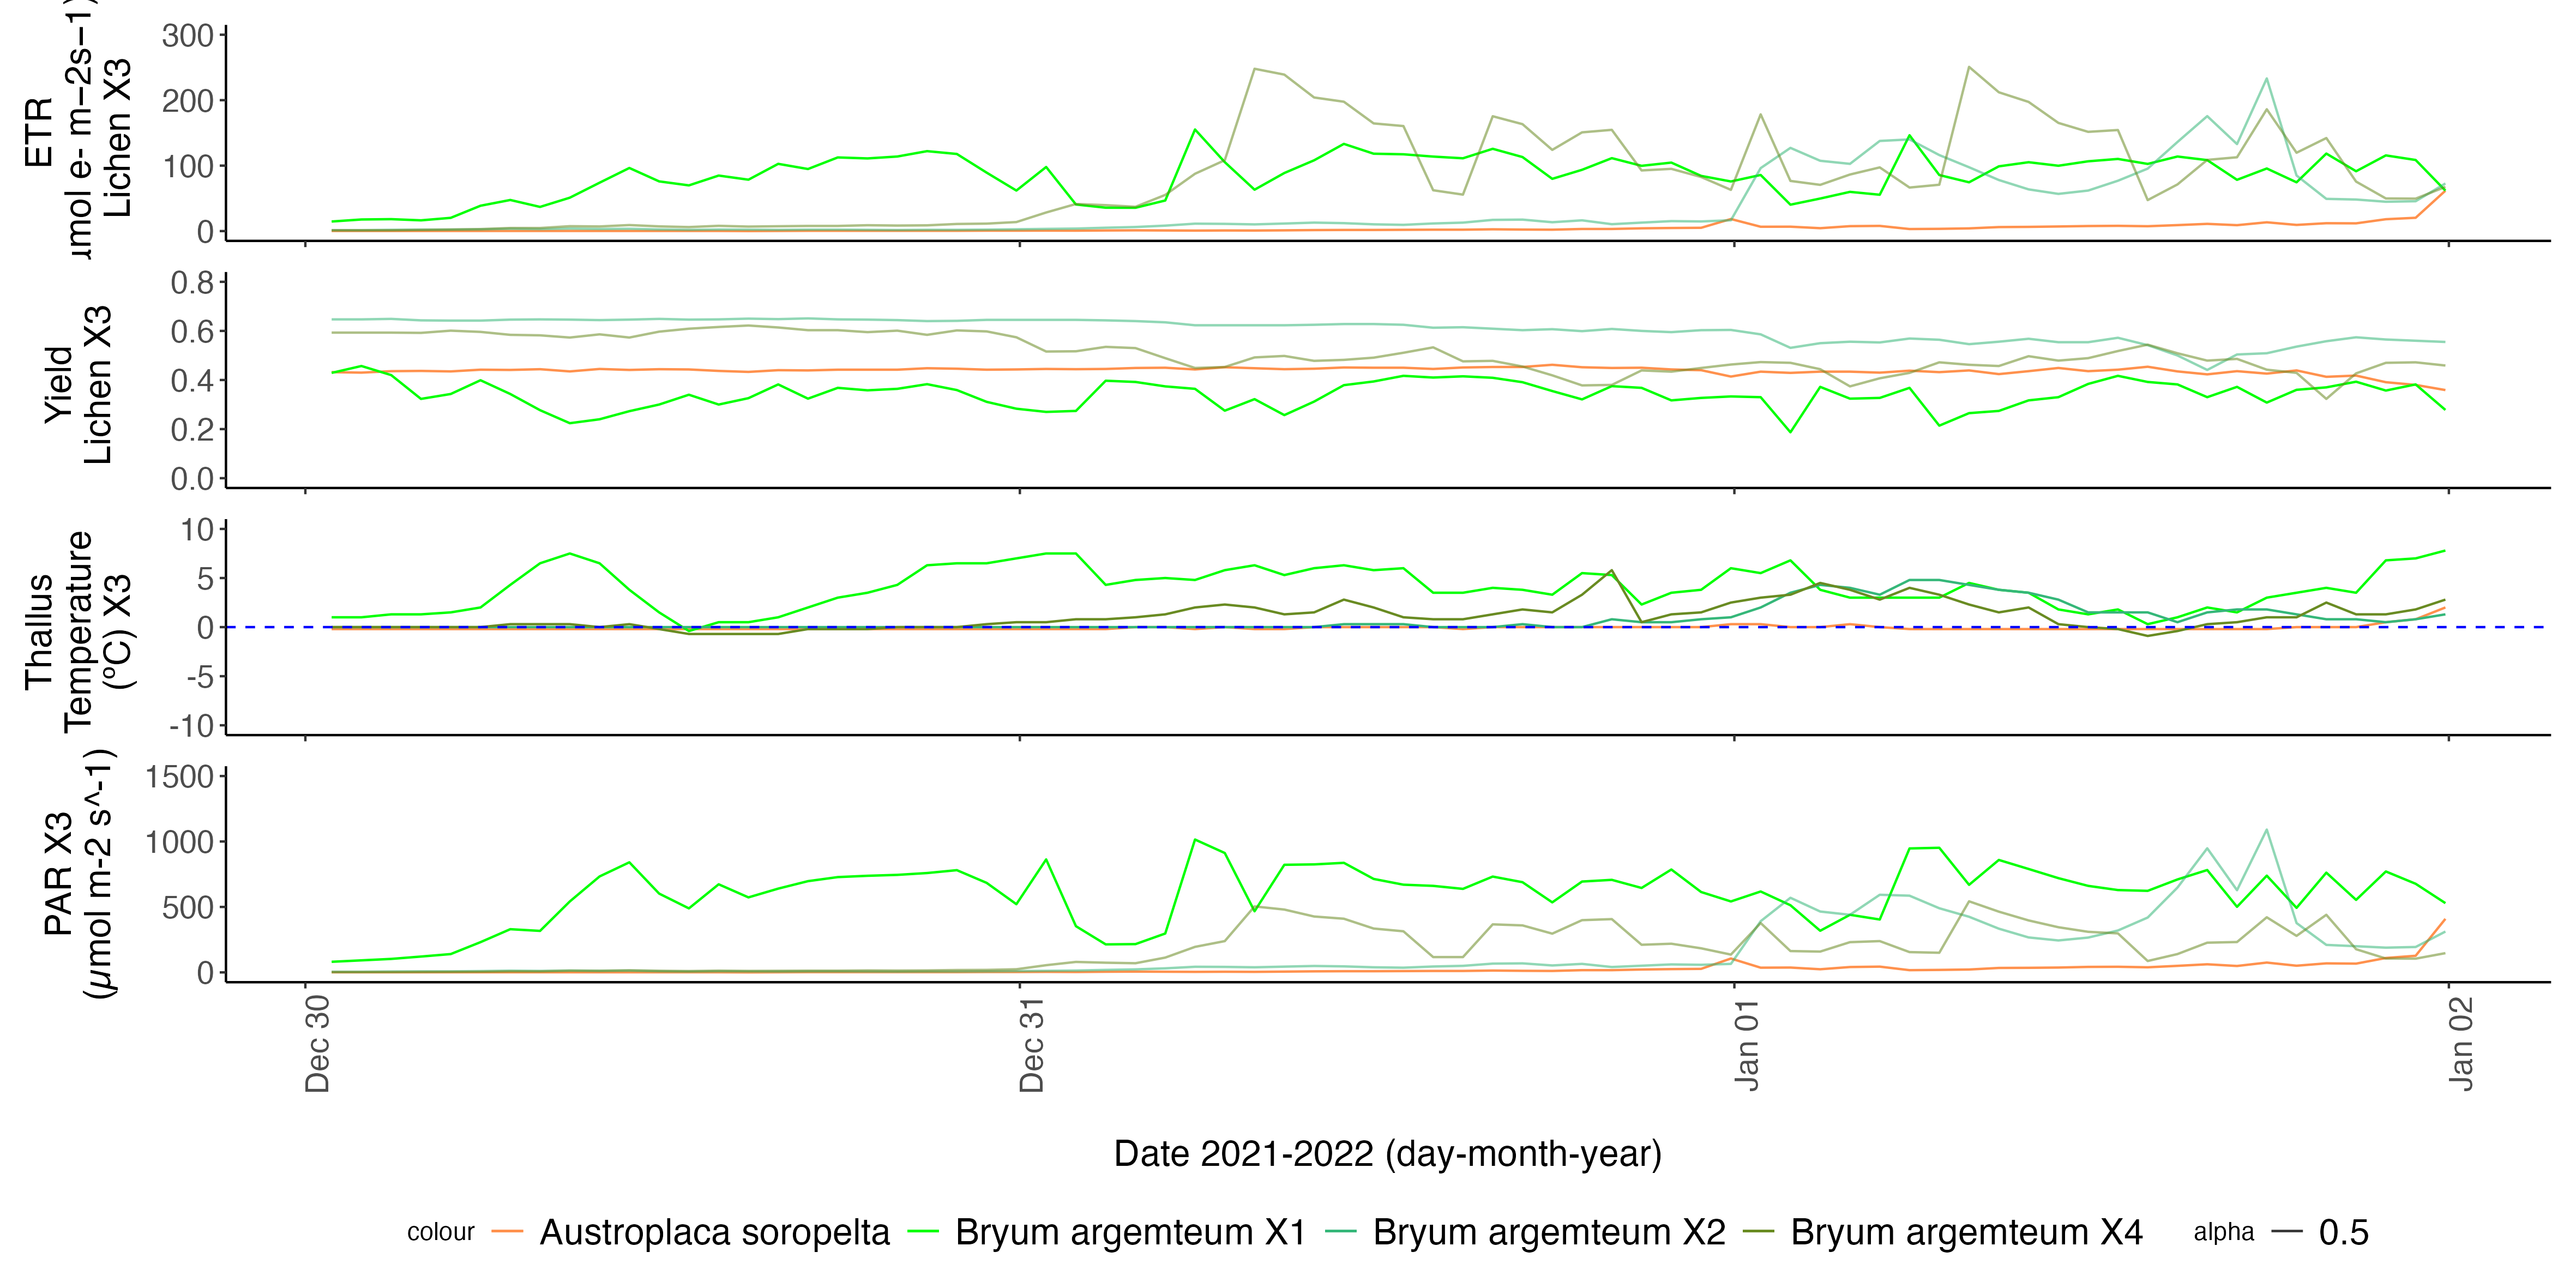 ETR
µmol e- m−2s−1)
Lichen X3
300
200
100
0
Yield
Lichen X3
0.8
0.6
0.4
0.2
0.0
Thallus
Temperature
(ºC) X3
10
5
0
-5
-10
PAR X3
(µmol m-2 s^-1)
1500
1000
500
0
Dec 30
Dec 31
Jan 01
Jan 02
Date 2021-2022 (day-month-year)
colour Austroplaca soropelta Bryum argemteum X1 Bryum argemteum X2 Bryum argemteum X4 alpha 0.5